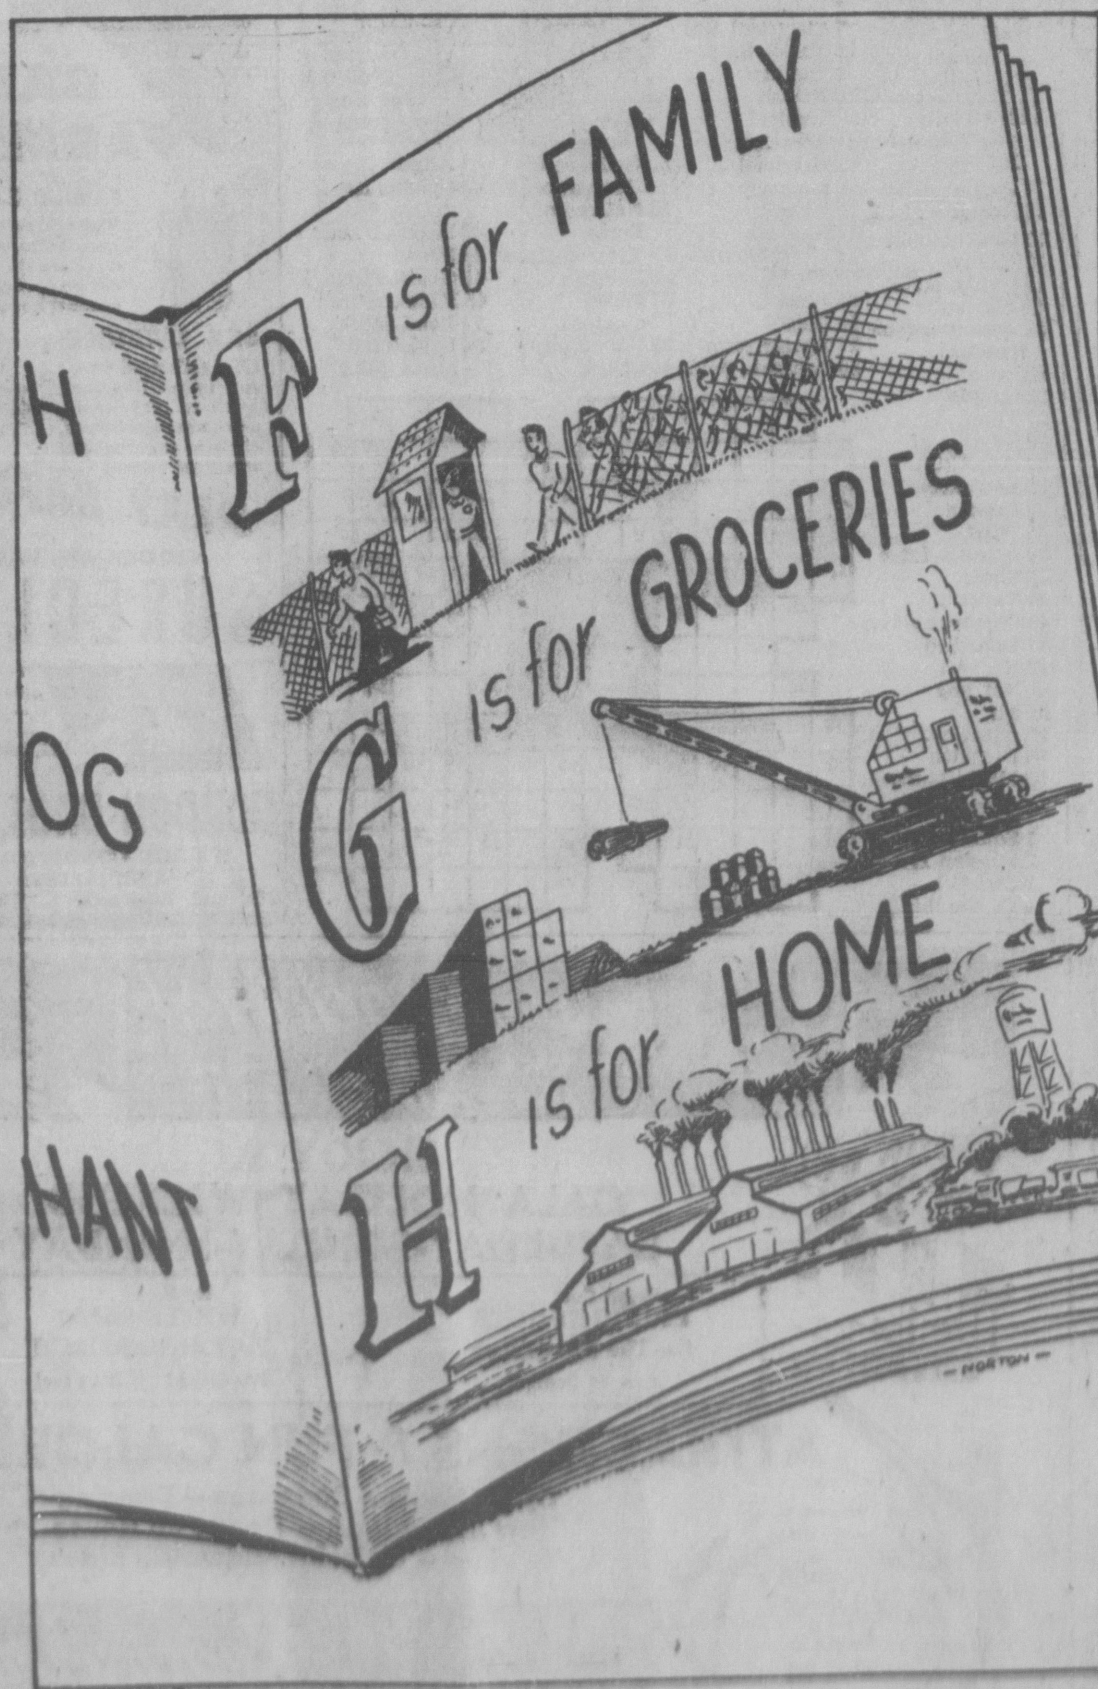 H
OG
HANT
F is for FAMILY
G is for GROCERIES
H is for HOME
- NORTON -